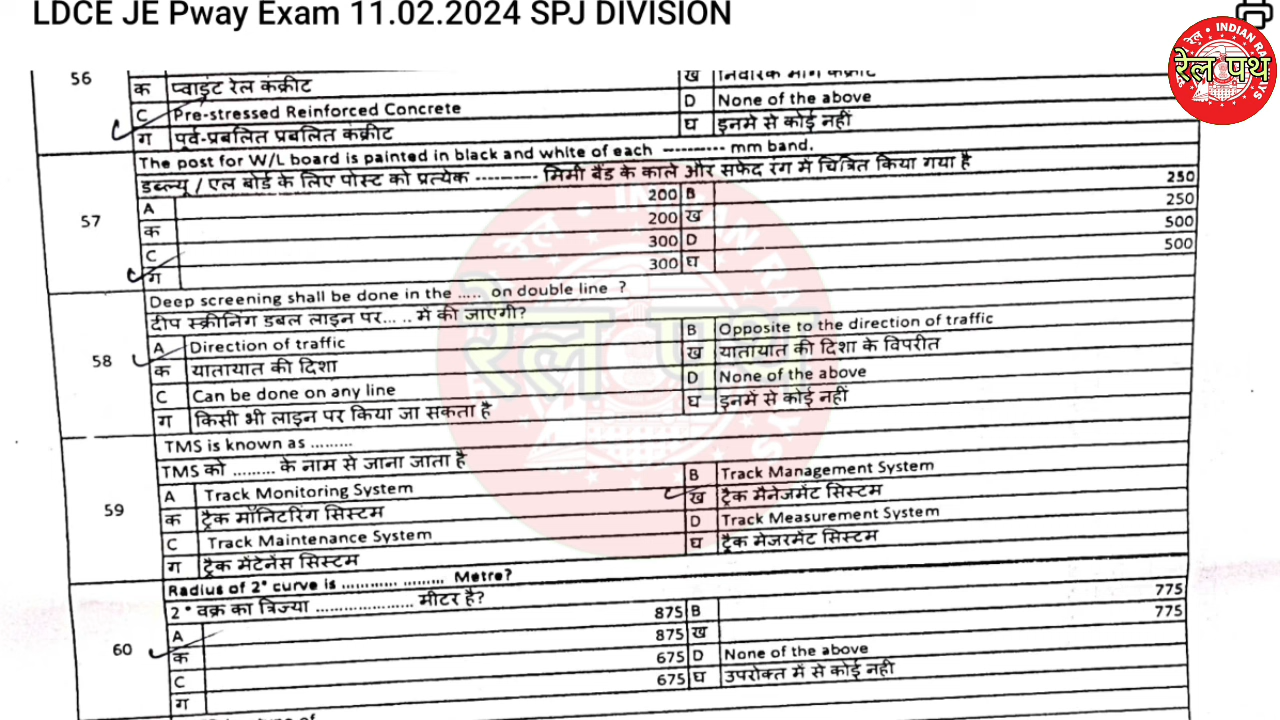 LDCE JE Pway Exam 11.02.2024 SPJ DIVISION
• INDIAN RAILWAYS
रेल पथ
56
क प्वाइंट रेल कंक्रीट ख
C Pre-stressed Reinforced Concrete D None of the above
ग पूर्व-प्रबलित प्रबलित कंक्रीट घ इनमें से कोई नहीं
57
The post for W/L board is painted in black and white of each ---------- mm band.
डब्ल्यू / एल बोर्ड के लिए पोस्ट को प्रत्येक ---------- मिमी बैंड के काले और सफेद रंग में चित्रित किया गया है
A 200 B 250
क 200 ख 250
C 300 D 500
ग 300 घ 500
58
Deep screening shall be done in the ..... on double line ?
दीप स्क्रीनिंग डबल लाइन पर..... में की जाएगी?
A Direction of traffic B Opposite to the direction of traffic
क यातायात की दिशा ख यातायात की दिशा के विपरीत
C Can be done on any line D None of the above
ग किसी भी लाइन पर किया जा सकता है घ इनमें से कोई नहीं
59
TMS is known as .........
TMS को ......... के नाम से जाना जाता है
A Track Monitoring System B Track Management System
क ट्रैक मॉनिटरिंग सिस्टम ख ट्रैक मैनेजमेंट सिस्टम
C Track Maintenance System D Track Measurement System
ग ट्रैक मेंटेनेंस सिस्टम घ ट्रैक मेजरमेंट सिस्टम
60
Radius of 2° curve is ........... ......... Metre?
2° वक्र का त्रिज्या ..................... मीटर है?
A 875 B 775
क 875 ख 775
C 675 D None of the above
ग 675 घ उपरोक्त में से कोई नहीं